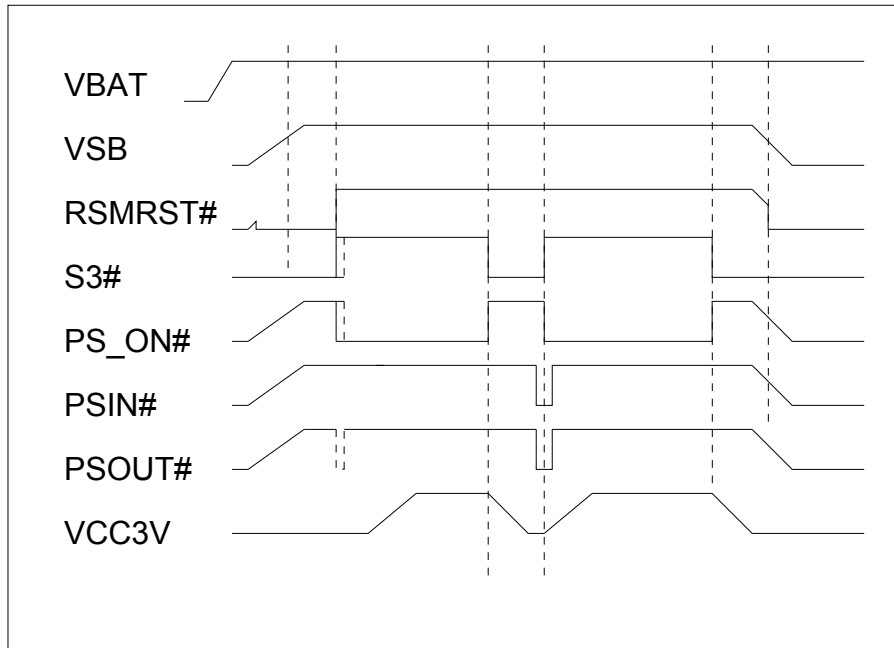 VBAT
VSB
RSMRST#
S3#
PS_ON#
PSIN#
PSOUT#
VCC3V